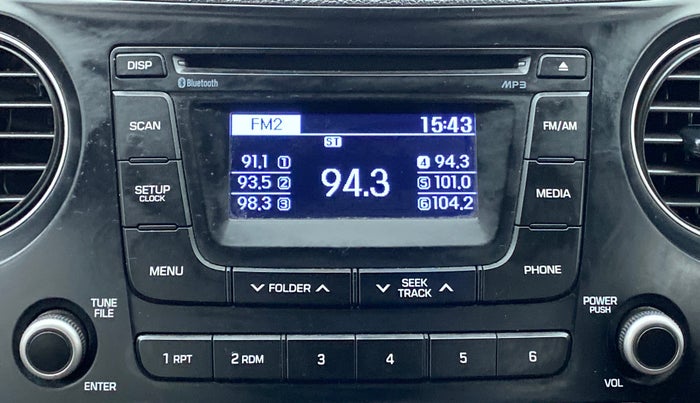 DISP
Bluetooth
MP3
SCAN
FM2
15:43
FM/AM
ST
91.1 1
4 94.3
94.3
93.5 2
5 101.0
98.3 3
6 104.2
SETUP
CLOCK
MEDIA
MENU
FOLDER
SEEK
TRACK
PHONE
TUNE
FILE
POWER
PUSH
1 RPT
2 RDM
3
4
5
6
ENTER
VOL